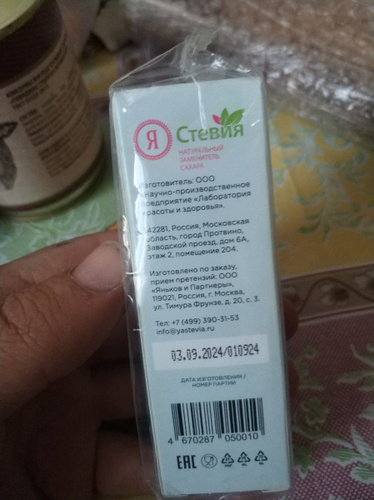 Я Стевия
НАТУРАЛЬНЫЙ
ЗАМЕНИТЕЛЬ
САХАРА
Изготовитель: ООО
«Научно-производственное
предприятие «Лаборатория
красоты и здоровья».
142281, Россия, Московская
область, город Протвино,
Заводской проезд, дом 6А,
этаж 2, помещение 204.
Изготовлено по заказу,
прием претензий: ООО
«Яньков и Партнеры»,
119021, Россия, г. Москва,
ул. Тимура Фрунзе, д. 20, с. 3.
Тел: +7 (499) 390-31-53
info@yastevia.ru
03.09.2024/010924
ДАТА ИЗГОТОВЛЕНИЯ /
НОМЕР ПАРТИИ
4 670287 050010
EAC